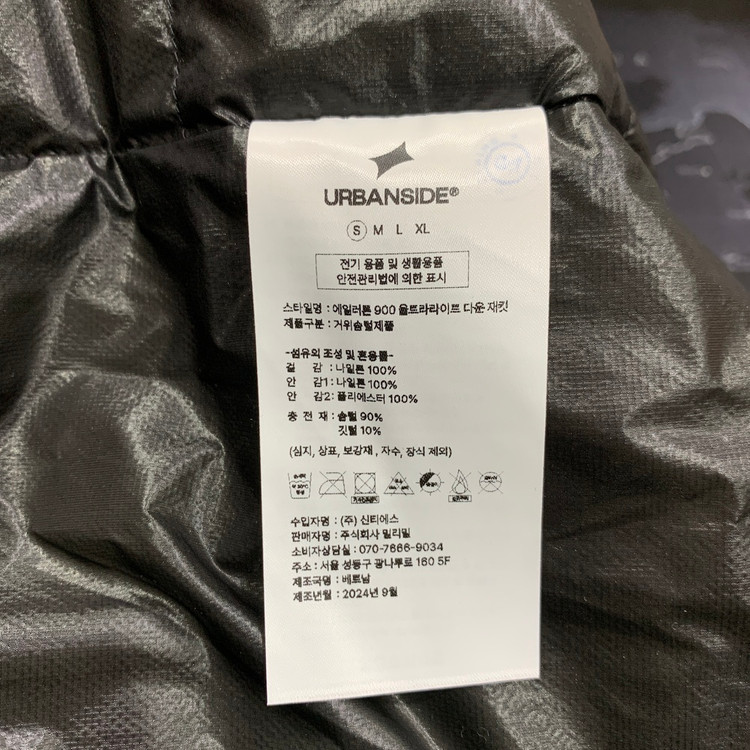 URBANSIDE®
S M L XL
전기 용품 및 생활용품
안전관리법에 의한 표시
스타일명 : 에일러론 900 울트라라이트 다운 재킷
제품구분 : 거위솜털제품
-섬유의 조성 및 혼용률-
겉 감 : 나일론 100%
안 감1 : 나일론 100%
안 감2 : 폴리에스터 100%
충 전 재 : 솜털 90%
깃털 10%
(심지, 상표, 보강재 , 자수, 장식 제외)
수입자명 : (주) 신티에스
판매자명 : 주식회사 밀리밀
소비자상담실 : 070-7666-9034
주소 : 서울 성동구 광나루로 160 5F
제조국명 : 베트남
제조년월 : 2024년 9월